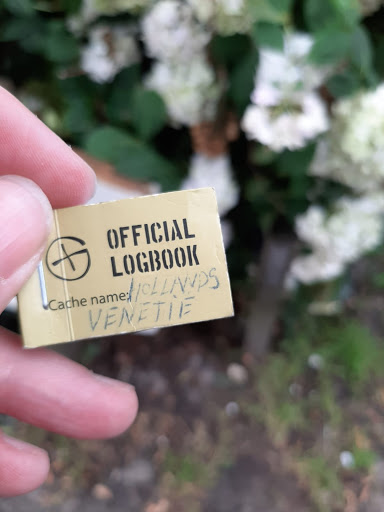 OFFICIAL
LOGBOOK
Cache name: HOLLANDS
VENETIE